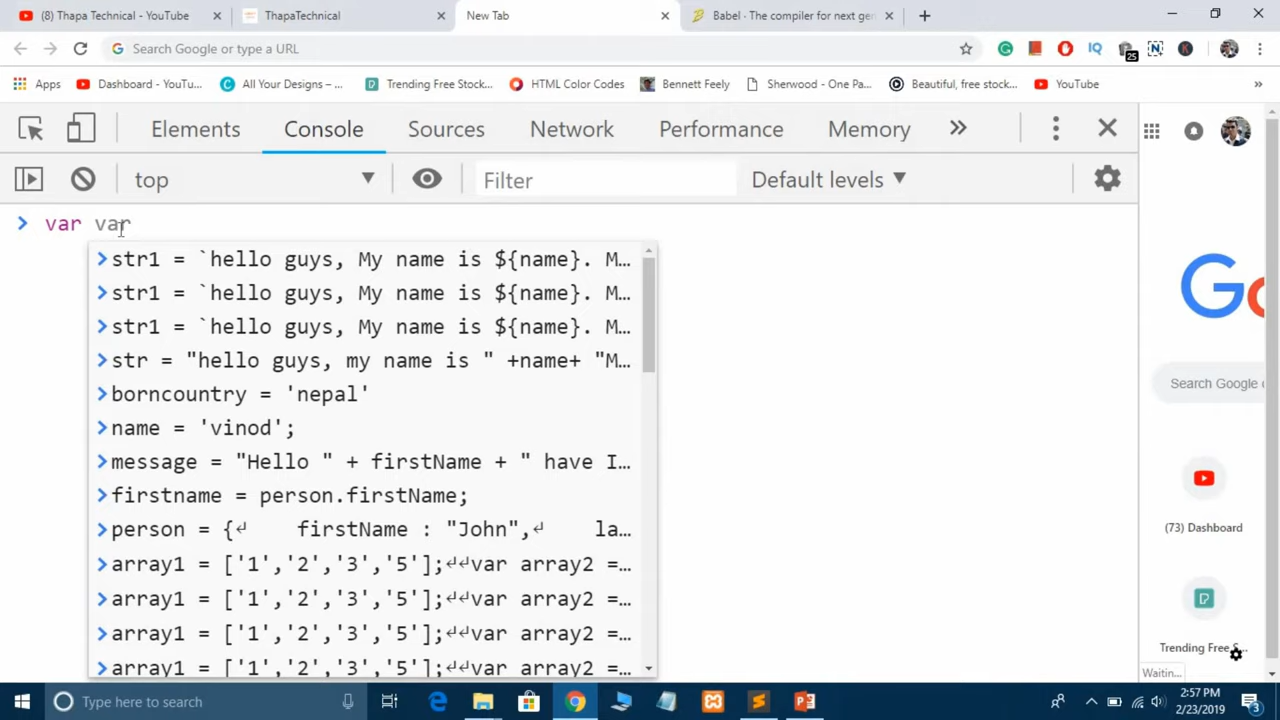 (8) Thapa Technical - YouTube
ThapaTechnical
New Tab
Babel · The compiler for next gen
Search Google or type a URL
25
Apps
Dashboard - YouTu...
All Your Designs – ...
Trending Free Stock...
HTML Color Codes
Bennett Feely
Sherwood - One Pa...
Beautiful, free stock...
YouTube
»
Elements
Console
Sources
Network
Performance
Memory
»
top
Filter
Default levels
> var var
>str1 = `hello guys, My name is ${name}. M…
>str1 = `hello guys, My name is ${name}. M…
>str1 = `hello guys, My name is ${name}. M…
>str = "hello guys, my name is " +name+ "M…
>borncountry = 'nepal'
>name = 'vinod';
>message = "Hello " + firstName + " have I…
>firstname = person.firstName;
>person = {↵    firstName : "John",↵    la…
>array1 = ['1','2','3','5'];↵↵var array2 =…
>array1 = ['1','2','3','5'];↵↵var array2 =…
>array1 = ['1','2','3','5'];↵↵var array2 =…
>array1 = ['1','2','3','5'];↵↵var array2 =…
Go
Search Google
(73) Dashboard
Trending Free S...
Waitin...
Type here to search
2:57 PM
2/23/2019
3